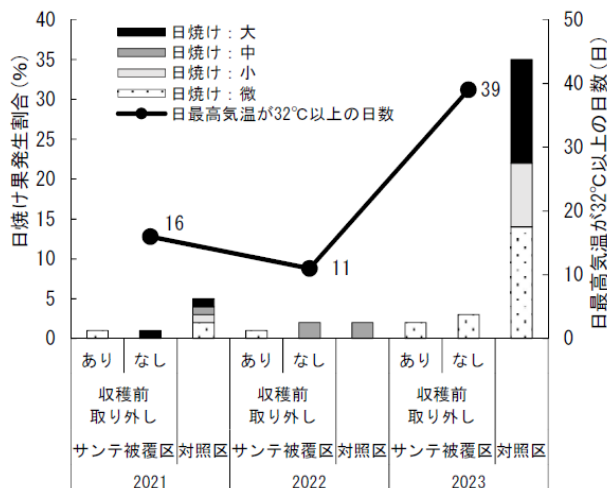 日焼け：大
日焼け：中
日焼け：小
日焼け：微
日最高気温が32℃以上の日数
日焼け果発生割合(%)
40
35
30
25
20
15
10
5
0
日最高気温が32℃以上の日数(日)
50
40
30
20
10
0
16
11
39
あり なし あり なし あり なし
収穫前 収穫前 収穫前
取り外し 取り外し 取り外し
サンテ被覆区 対照区 サンテ被覆区 対照区 サンテ被覆区 対照区
2021 2022 2023